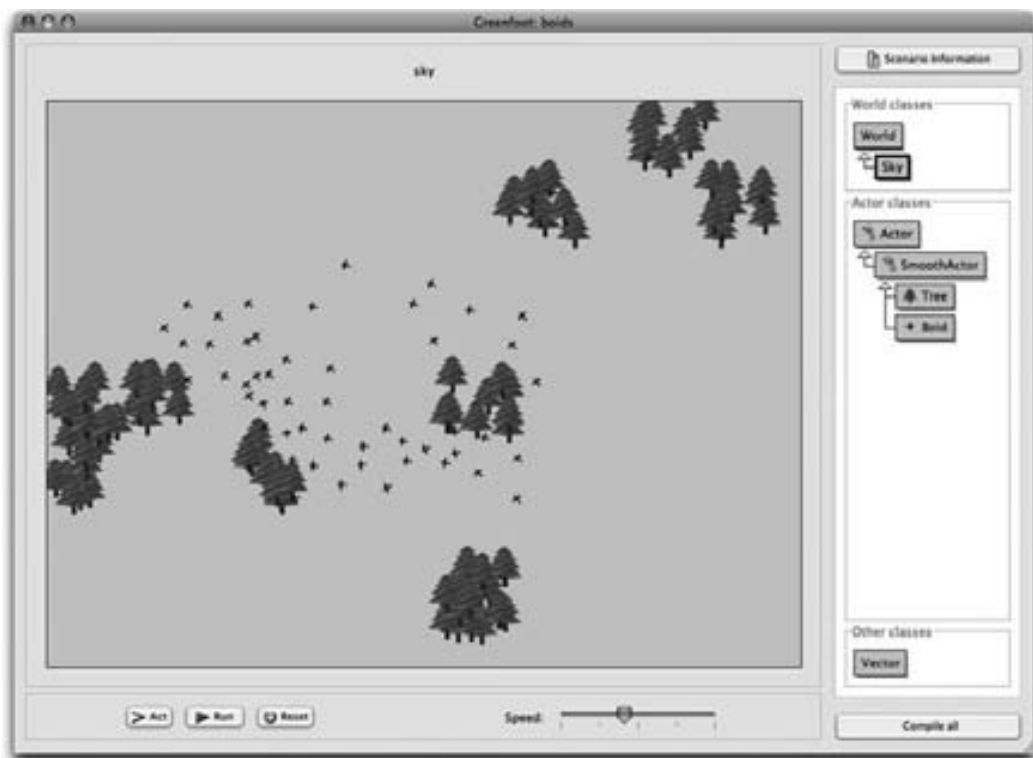 Greenfoot: boids
Scenario Information
sky
World classes
World
Sky
Actor classes
Actor
SmoothActor
Tree
Boid
Other classes
Vector
Act
Run
Reset
Speed:
Compile all